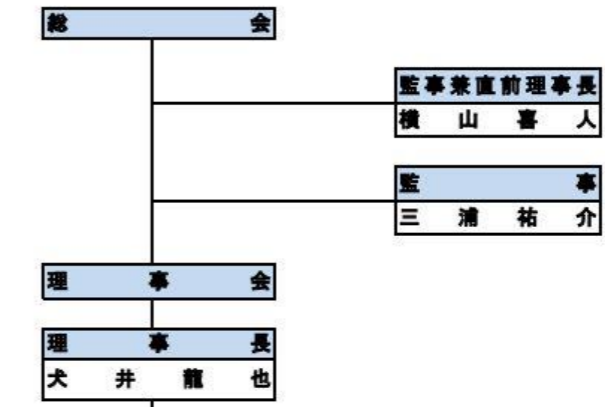 総会
監事兼直前理事長
横山喜人
監事
三浦祐介
理事会
理事長
犬井龍也